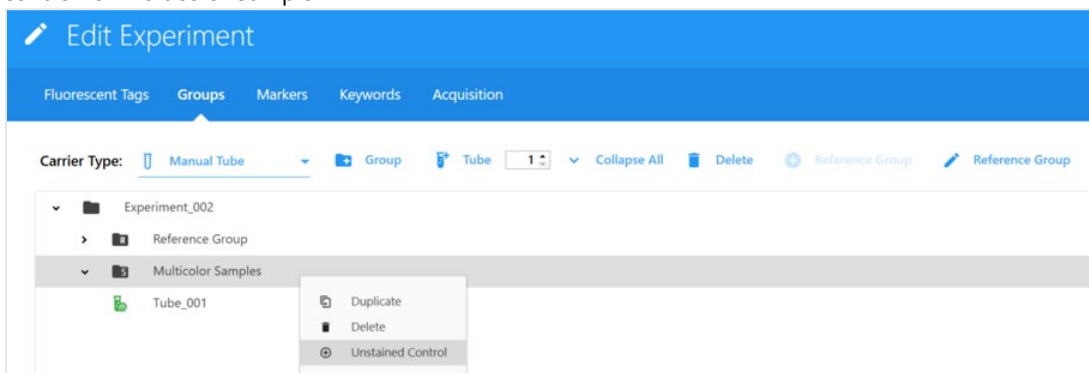 Edit Experiment
Fluorescent Tags Groups Markers Keywords Acquisition
Carrier Type: Manual Tube Group Tube 1 Collapse All Delete Reference Group Reference Group
Experiment_002
R Reference Group
S Multicolor Samples
Tube_001
Duplicate
Delete
Unstained Control